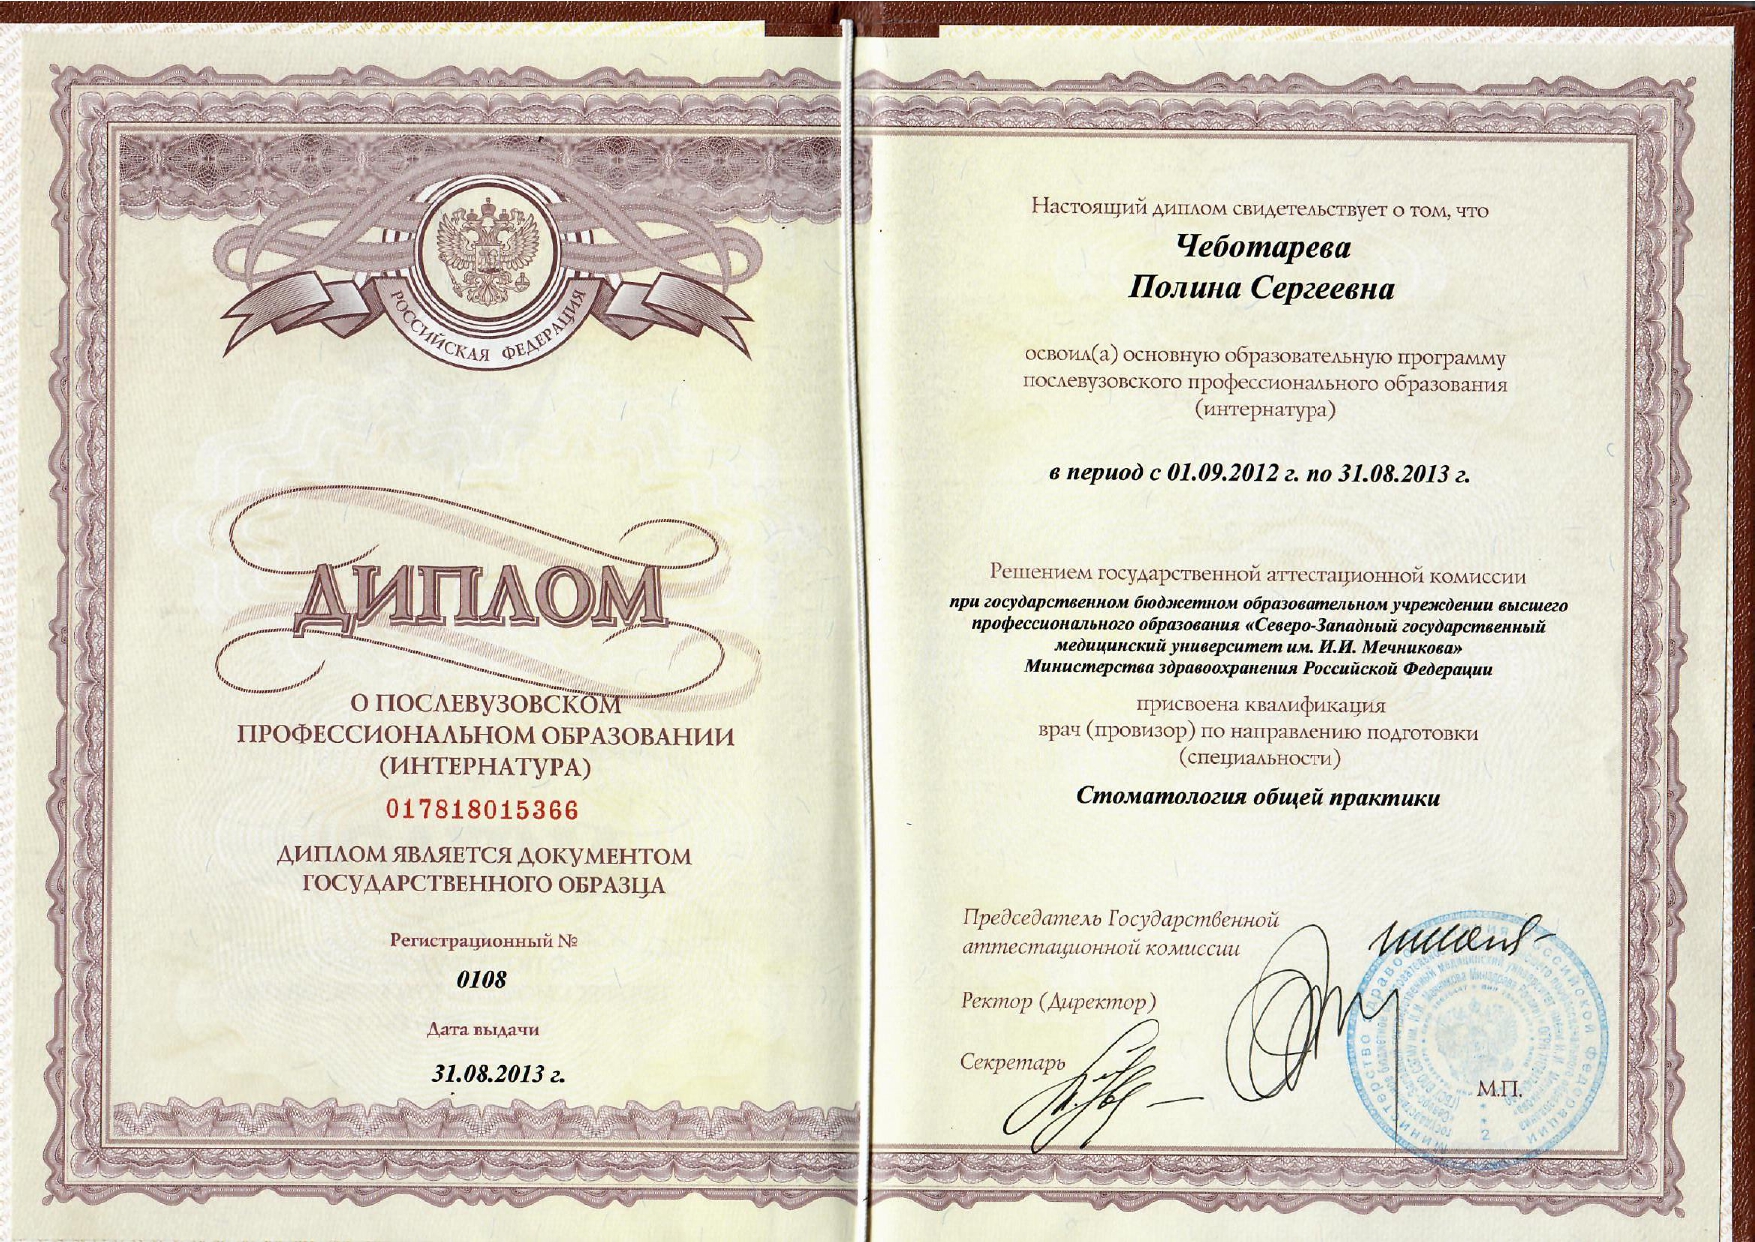 РОССИЙСКАЯ ФЕДЕРАЦИЯ
ДИПЛОМ
О ПОСЛЕВУЗОВСКОМ
ПРОФЕССИОНАЛЬНОМ ОБРАЗОВАНИИ
(ИНТЕРНАТУРА)
017818015366
ДИПЛОМ ЯВЛЯЕТСЯ ДОКУМЕНТОМ
ГОСУДАРСТВЕННОГО ОБРАЗЦА
Регистрационный №
0108
Дата выдачи
31.08.2013 г.
Настоящий диплом свидетельствует о том, что
Чеботарева
Полина Сергеевна
освоил(а) основную образовательную программу
послевузовского профессионального образования
(интернатура)
в период с 01.09.2012 г. по 31.08.2013 г.
Решением государственной аттестационной комиссии
при государственном бюджетном образовательном учреждении высшего
профессионального образования «Северо-Западный государственный
медицинский университет им. И.И. Мечникова»
Министерства здравоохранения Российской Федерации
присвоена квалификация
врач (провизор) по направлению подготовки
(специальности)
Стоматология общей практики
Председатель Государственной
аттестационной комиссии
Ректор (Директор)
Секретарь
М.П.